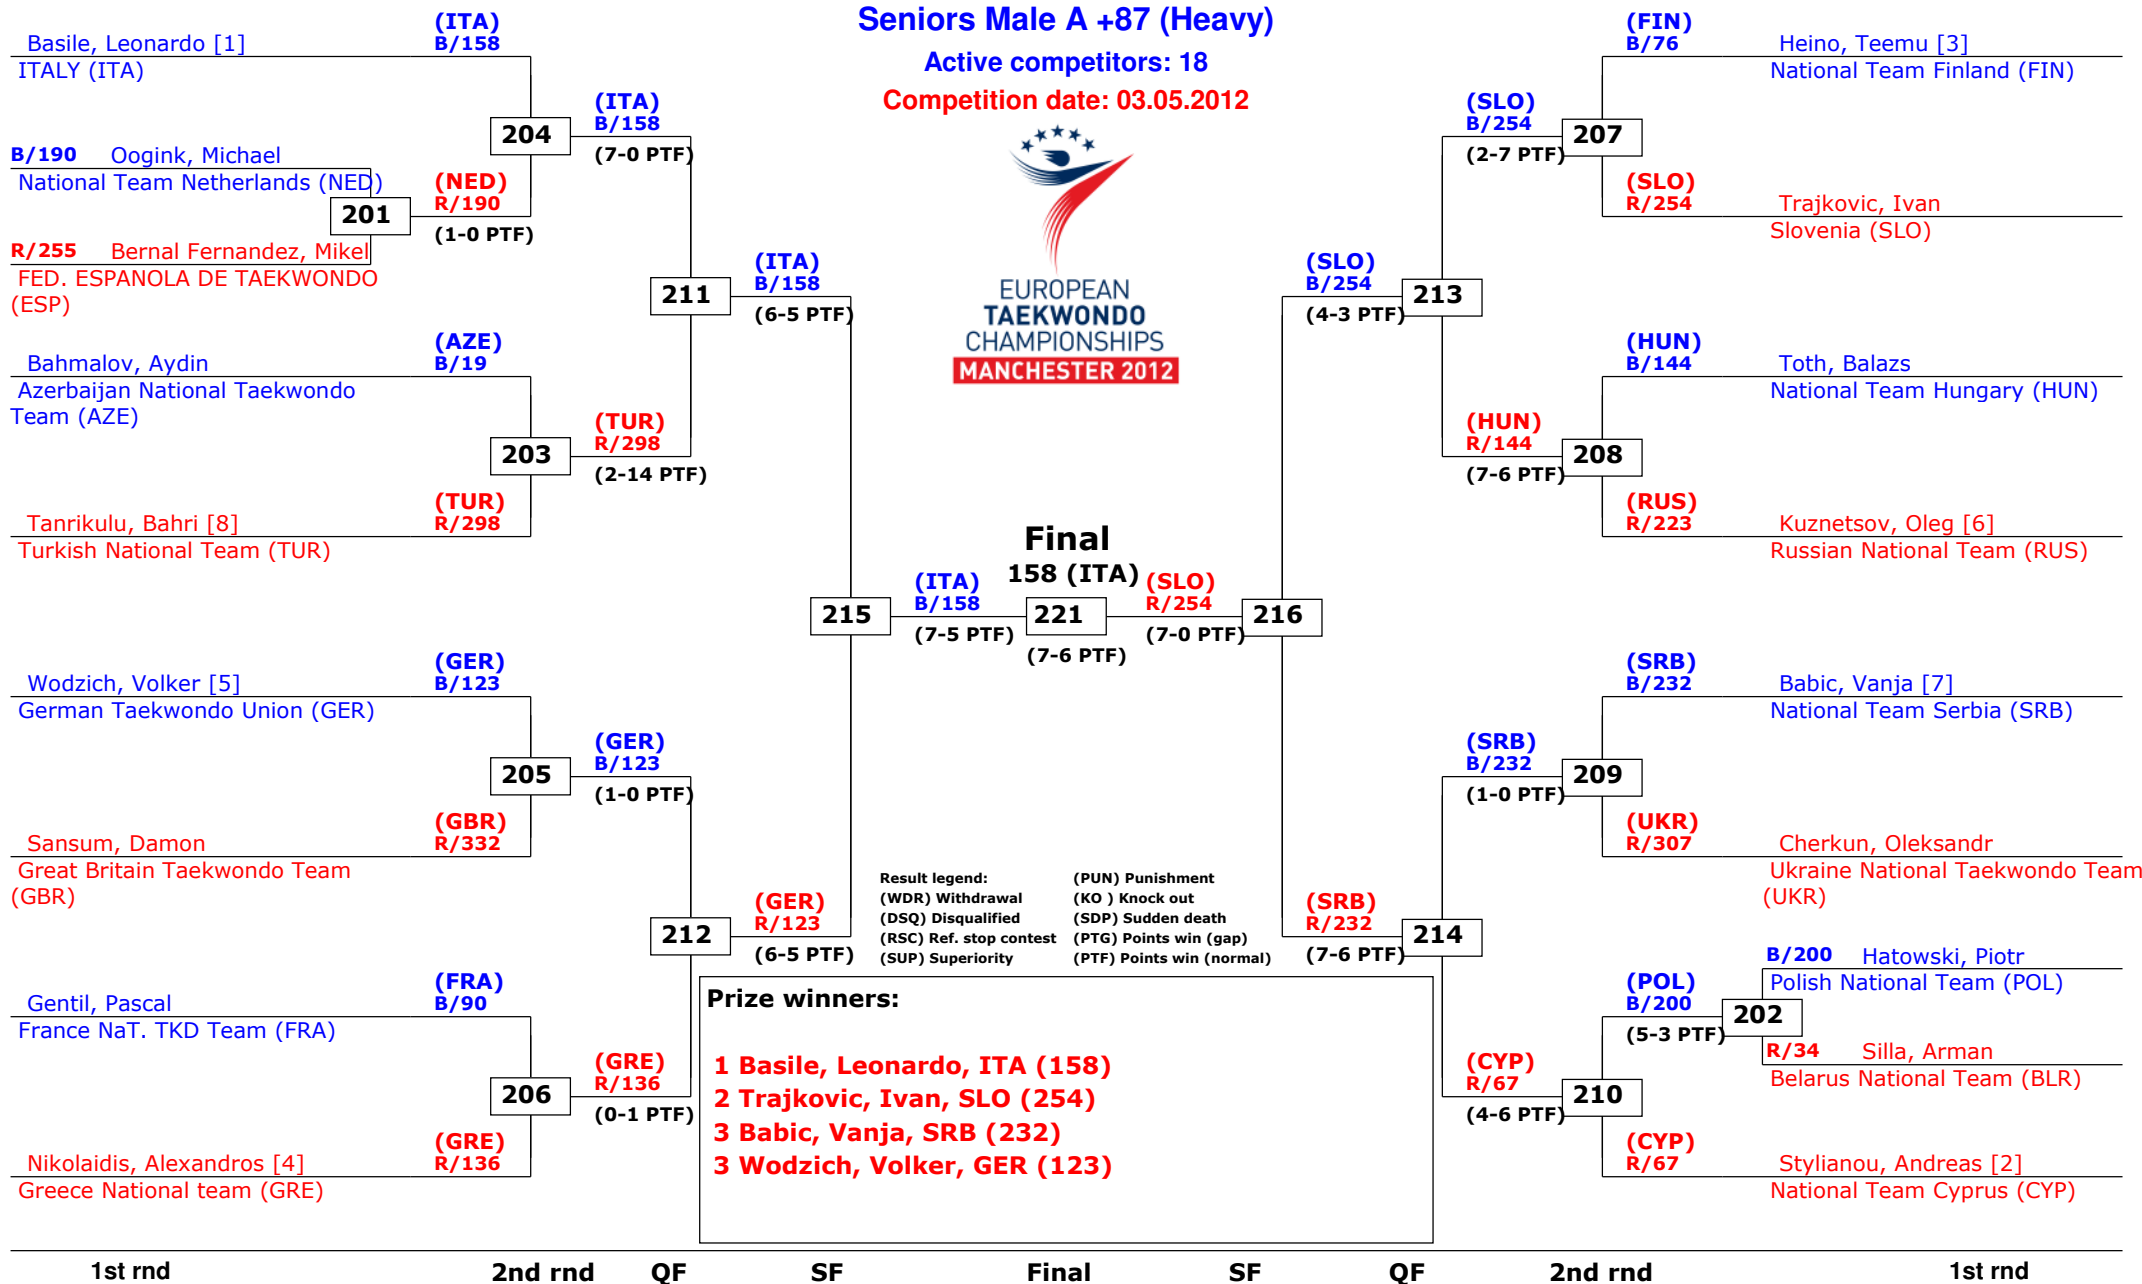 Seniors Male A +87 (Heavy)
Active competitors: 18
Competition date: 03.05.2012
EUROPEAN
TAEKWONDO
CHAMPIONSHIPS
MANCHESTER 2012
Basile, Leonardo [1]
ITALY (ITA)
(ITA)
B/158
B/190 Oogink, Michael
National Team Netherlands (NED)
201
R/255 Bernal Fernandez, Mikel
FED. ESPANOLA DE TAEKWONDO
(ESP)
(NED)
R/190
(1-0 PTF)
204
(ITA)
B/158
(7-0 PTF)
Bahmalov, Aydin
Azerbaijan National Taekwondo
Team (AZE)
(AZE)
B/19
203
Tanrikulu, Bahri [8]
Turkish National Team (TUR)
(TUR)
R/298
(TUR)
R/298
(2-14 PTF)
211
(ITA)
B/158
(6-5 PTF)
Wodzich, Volker [5]
German Taekwondo Union (GER)
(GER)
B/123
205
Sansum, Damon
Great Britain Taekwondo Team
(GBR)
(GBR)
R/332
(GER)
B/123
(1-0 PTF)
Gentil, Pascal
France NaT. TKD Team (FRA)
(FRA)
B/90
206
Nikolaidis, Alexandros [4]
Greece National team (GRE)
(GRE)
R/136
(GRE)
R/136
(0-1 PTF)
212
(GER)
R/123
(6-5 PTF)
215
(ITA)
B/158
(7-5 PTF)
Final
158 (ITA)
221
(7-6 PTF)
(SLO)
R/254
(7-0 PTF)
216
(FIN)
B/76
Heino, Teemu [3]
National Team Finland (FIN)
207
(SLO)
R/254
Trajkovic, Ivan
Slovenia (SLO)
(SLO)
B/254
(2-7 PTF)
(SLO)
B/254
(4-3 PTF)
213
(HUN)
B/144
Toth, Balazs
National Team Hungary (HUN)
(HUN)
R/144
(7-6 PTF)
208
(RUS)
R/223
Kuznetsov, Oleg [6]
Russian National Team (RUS)
(SRB)
B/232
Babic, Vanja [7]
National Team Serbia (SRB)
(SRB)
B/232
(1-0 PTF)
209
(UKR)
R/307
Cherkun, Oleksandr
Ukraine National Taekwondo Team
(UKR)
(SRB)
R/232
(7-6 PTF)
214
B/200 Hatowski, Piotr
Polish National Team (POL)
(POL)
B/200
(5-3 PTF)
202
R/34 Silla, Arman
Belarus National Team (BLR)
(CYP)
R/67
(4-6 PTF)
210
(CYP)
R/67
Stylianou, Andreas [2]
National Team Cyprus (CYP)
Result legend:
(WDR) Withdrawal
(DSQ) Disqualified
(RSC) Ref. stop contest
(SUP) Superiority
(PUN) Punishment
(KO ) Knock out
(SDP) Sudden death
(PTG) Points win (gap)
(PTF) Points win (normal)
Prize winners:
1 Basile, Leonardo, ITA (158)
2 Trajkovic, Ivan, SLO (254)
3 Babic, Vanja, SRB (232)
3 Wodzich, Volker, GER (123)
1st rnd 2nd rnd QF SF Final SF QF 2nd rnd 1st rnd